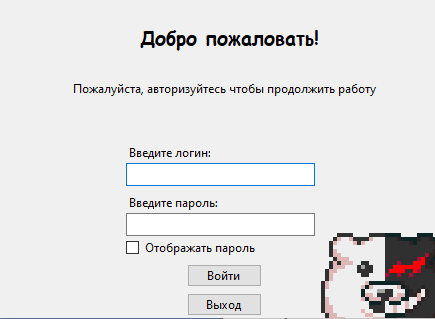 Добро пожаловать!
Пожалуйста, авторизуйтесь чтобы продолжить работу
Введите логин:
Введите пароль:
Отображать пароль
Войти
Выход